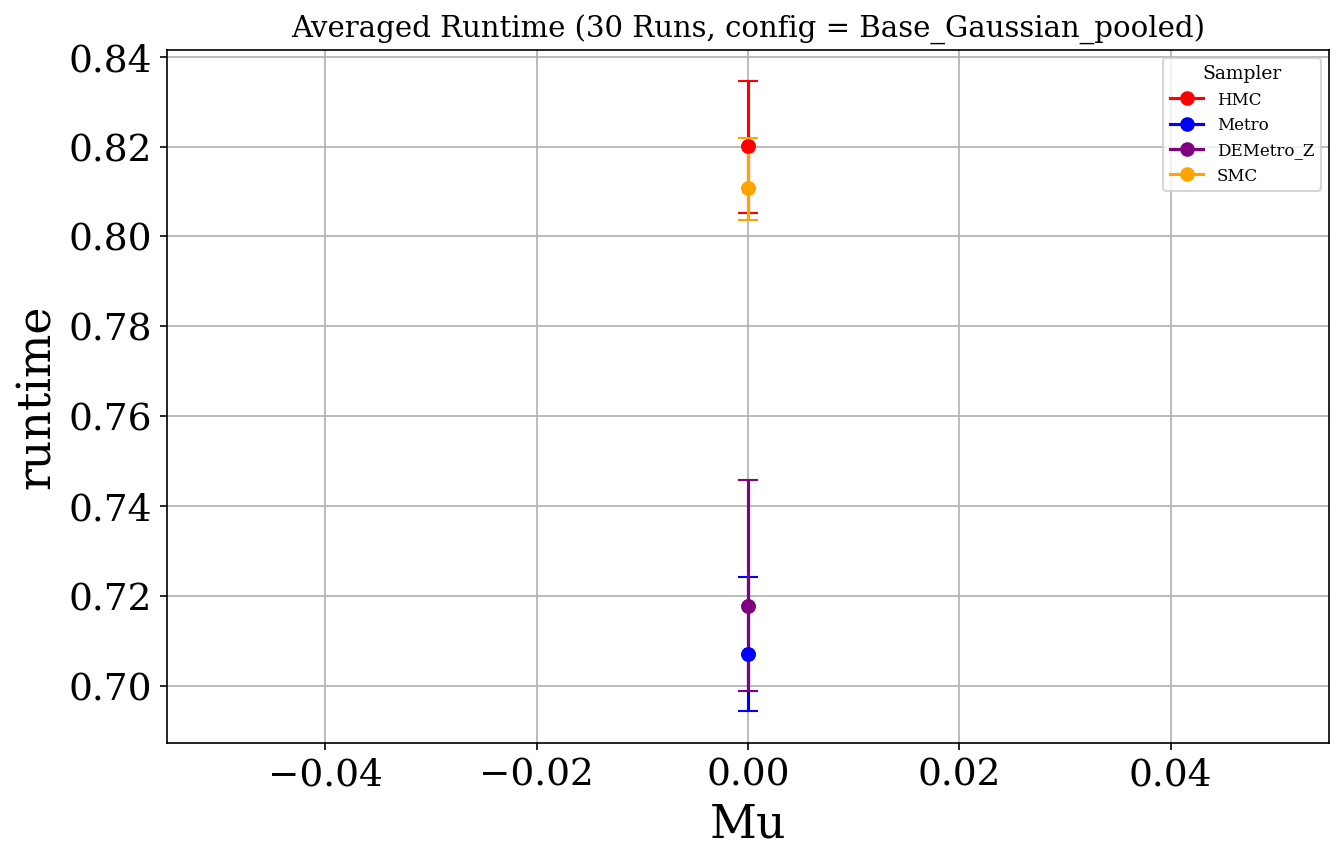 Averaged Runtime (30 Runs, config = Base_Gaussian_pooled)
Sampler
HMC
Metro
DEMetro_Z
SMC
runtime
0.84
0.82
0.80
0.78
0.76
0.74
0.72
0.70
−0.04
−0.02
0.00
0.02
0.04
Mu